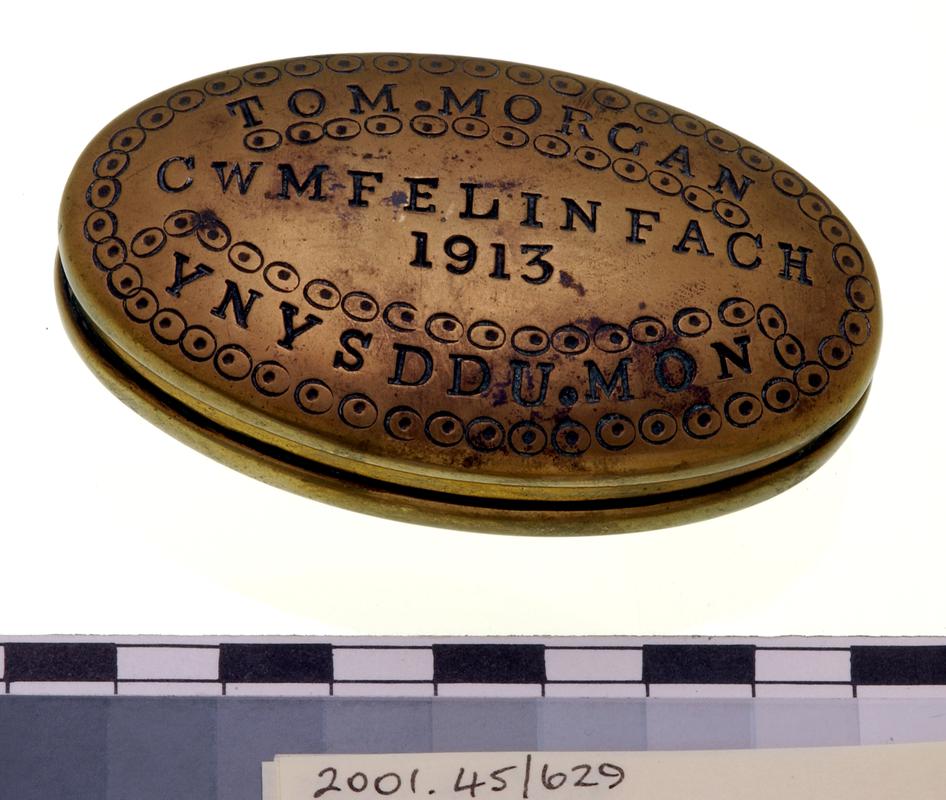 TOM.MORGAN
CWMFELINFACH
1913
YNYSDDU.MON
2001.45/629